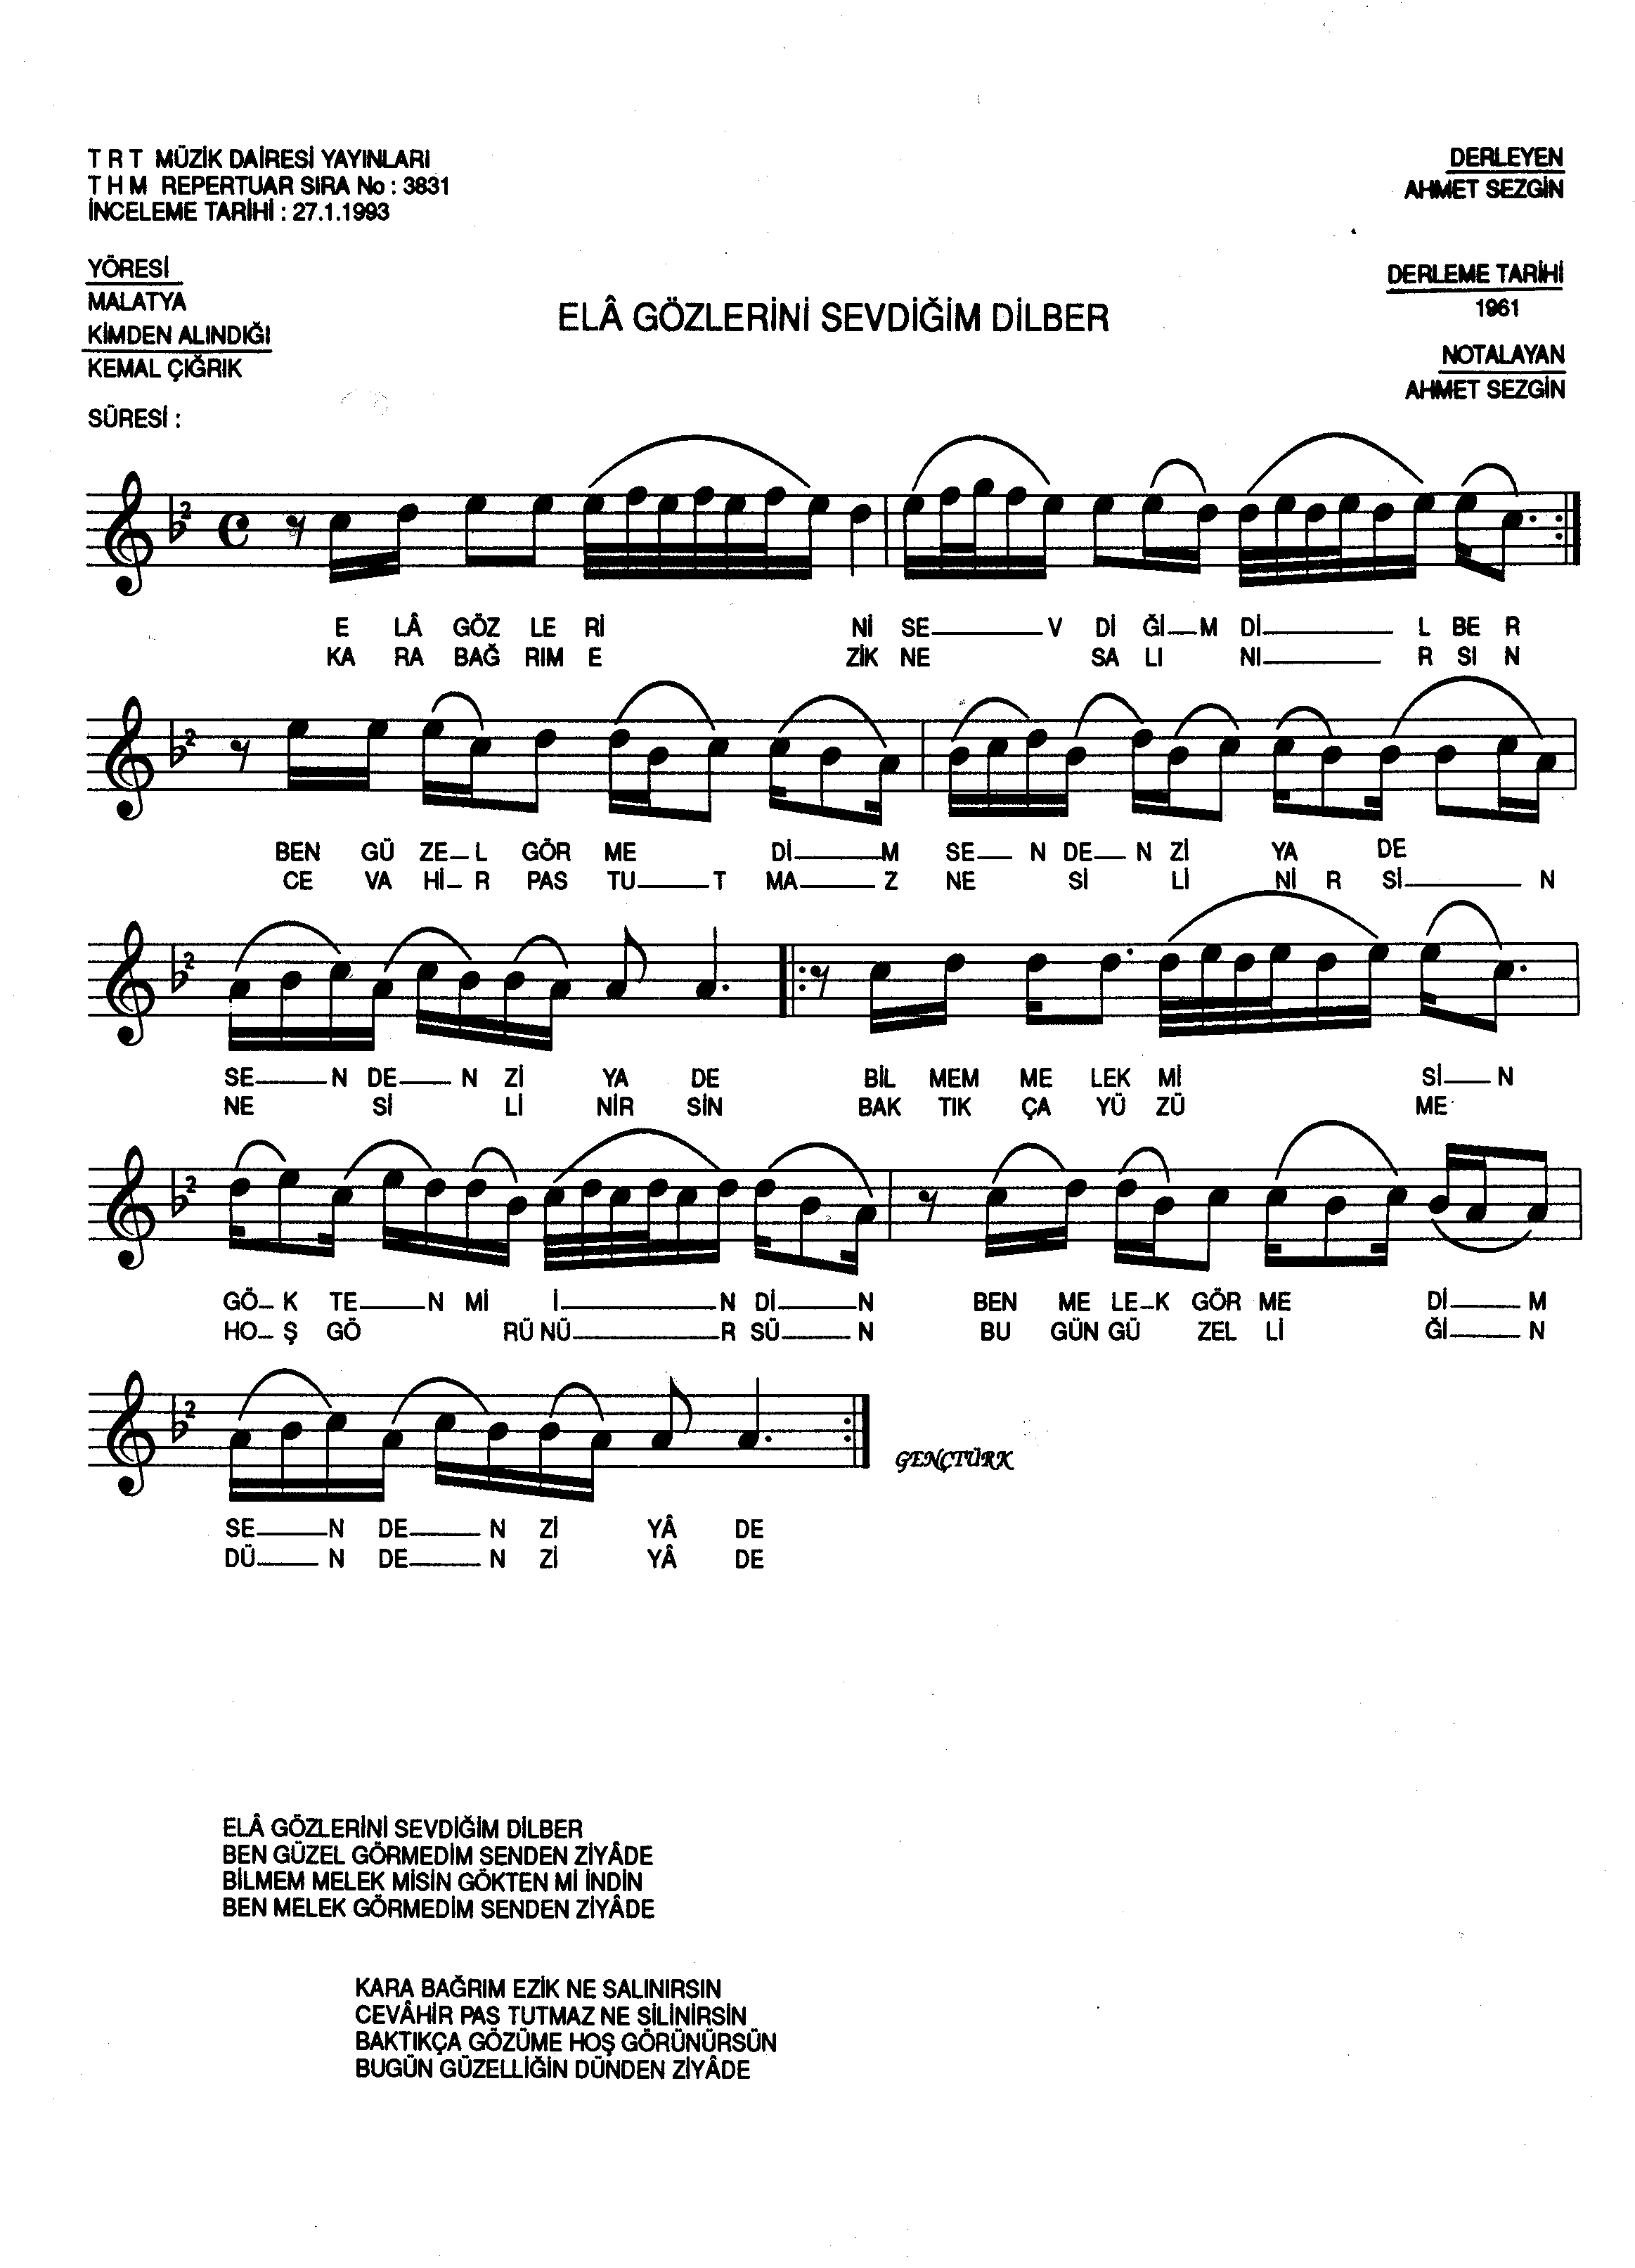 T R T MÜZİK DAİRESİ YAYINLARI
T H M REPERTUAR SIRA No : 3831
İNCELEME TARİHİ : 27.1.1993
DERLEYEN
AHMET SEZGİN
YÖRESİ
MALATYA
KİMDEN ALINDIĞI
KEMAL ÇIĞRIK
SÜRESİ :
ELÂ GÖZLERİNİ SEVDİĞİM DİLBER
DERLEME TARİHİ
1961
NOTALAYAN
AHMET SEZGİN
E LÂ GÖZ LE Rİ Nİ SE V Dİ Ğİ M Dİ L BE R
KA RA BAĞ RIM E ZİK NE SA LI NI R SI N
BEN GÜ ZE L GÖR ME Dİ M SE N DE N Zİ YA DE
CE VA Hİ R PAS TU T MA Z NE Sİ Lİ Nİ R Sİ N
SE N DE N Zİ YA DE BİL MEM ME LEK Mİ Sİ N
NE Sİ Lİ NİR SİN BAK TIK ÇA YÜ ZÜ ME
GÖ K TE N Mİ İ N Dİ N BEN ME LE K GÖR ME Dİ M
HO Ş GÖ RÜ NÜ R SÜ N BU GÜN GÜ ZEL Lİ Ğİ N
GENÇTÜRK
SE N DE N Zİ YÂ DE
DÜ N DE N Zİ YÂ DE
ELÂ GÖZLERİNİ SEVDİĞİM DİLBER
BEN GÜZEL GÖRMEDİM SENDEN ZİYÂDE
BİLMEM MELEK MİSİN GÖKTEN Mİ İNDİN
BEN MELEK GÖRMEDİM SENDEN ZİYÂDE
KARA BAĞRIM EZİK NE SALINIRSIN
CEVÂHİR PAS TUTMAZ NE SİLİNİRSİN
BAKTIKÇA GÖZÜME HOŞ GÖRÜNÜRSÜN
BUGÜN GÜZELLİĞİN DÜNDEN ZİYÂDE